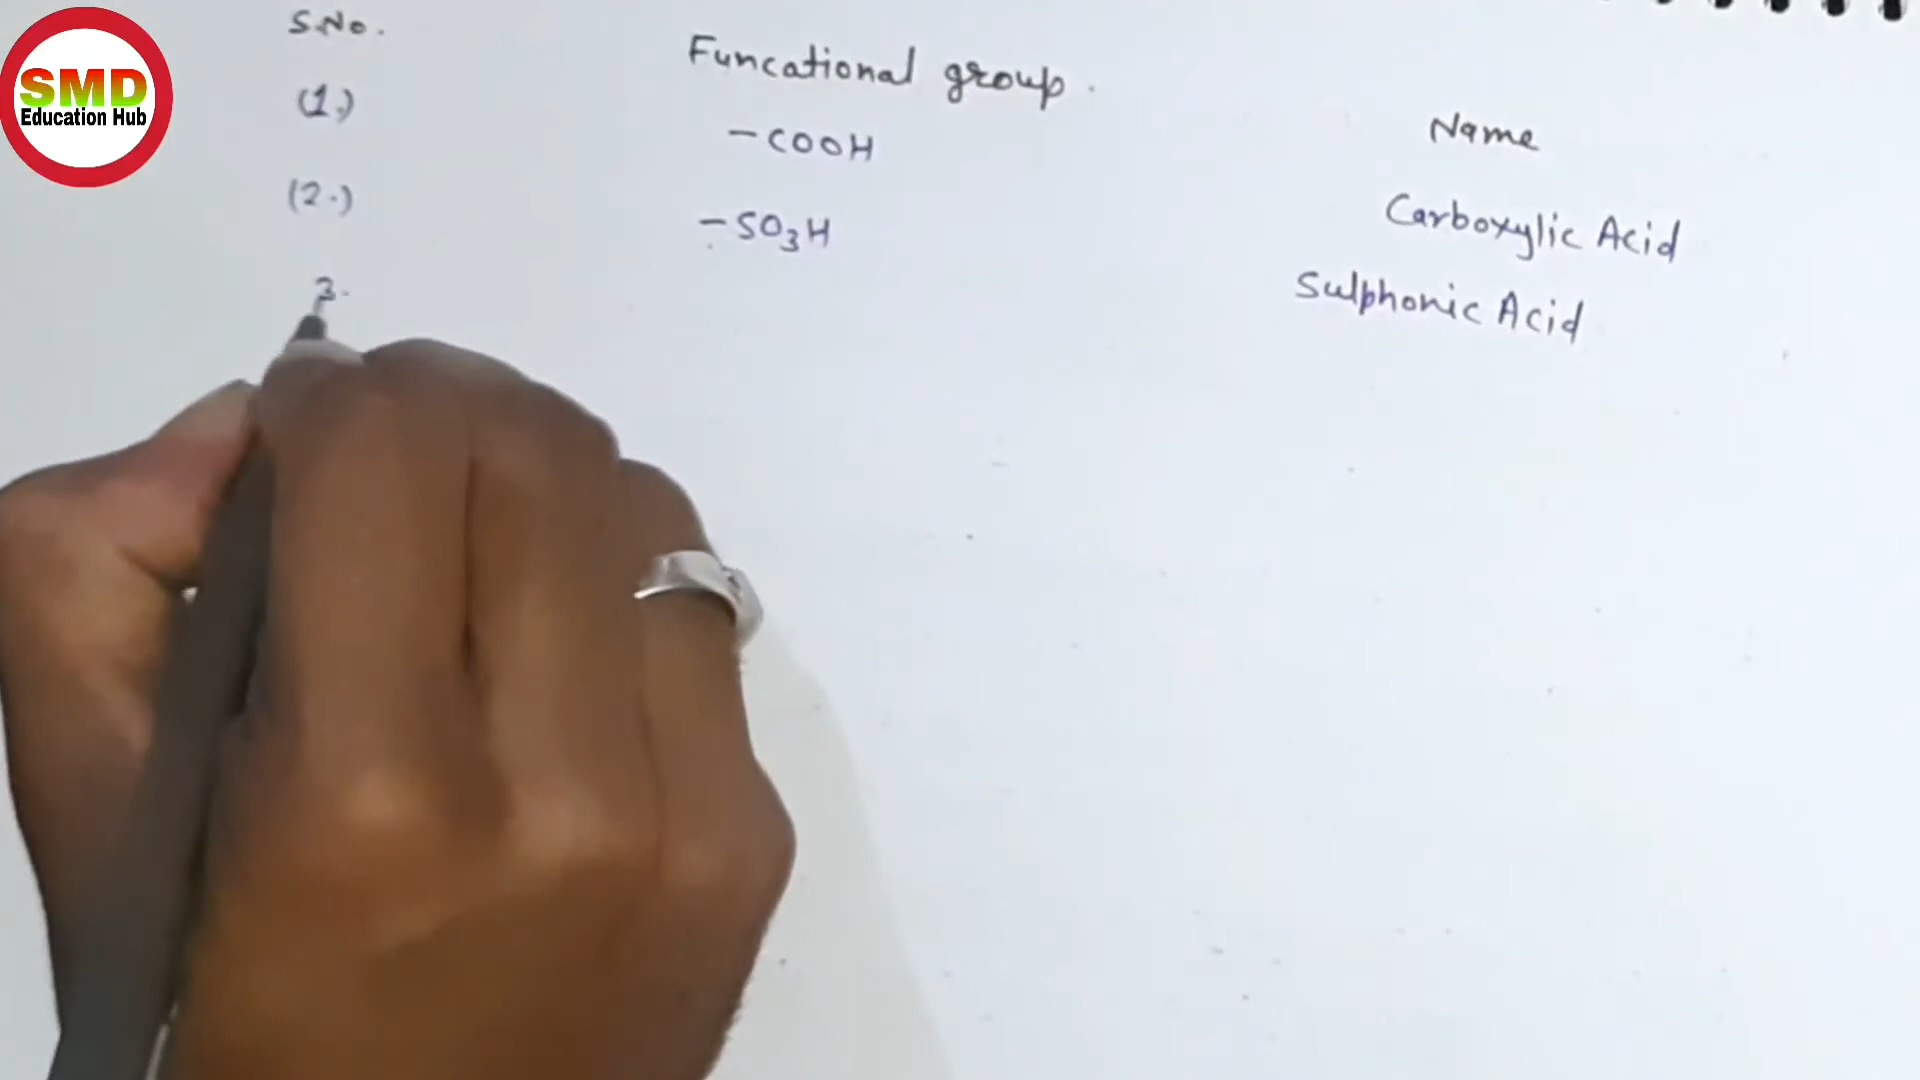 SMD
Education Hub
S.No. Funcational group. Name
(1.) -COOH Carboxylic Acid
(2.) -SO₃H Sulphonic Acid
3.